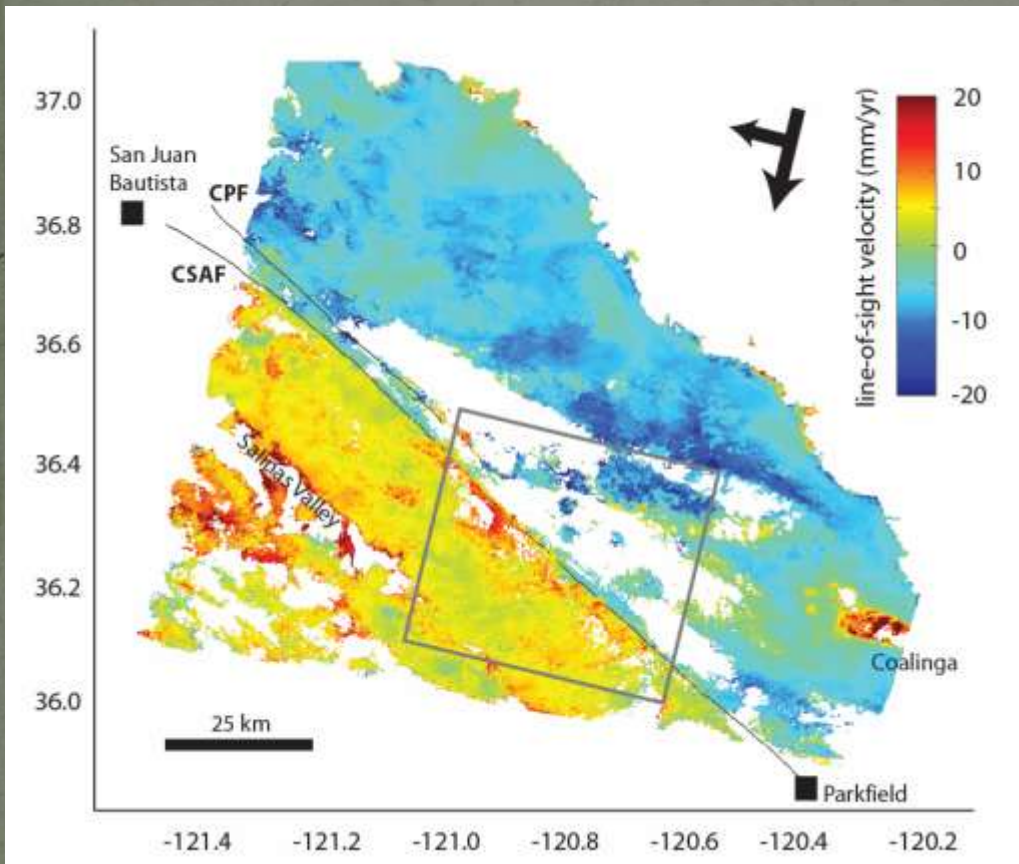 37.0
36.8
36.6
36.4
36.2
36.0
San Juan
Bautista
CPF
CSAF
Salinas Valley
Coalinga
25 km
Parkfield
-121.4
-121.2
-121.0
-120.8
-120.6
-120.4
-120.2
line-of-sight velocity (mm/yr)
20
10
0
-10
-20